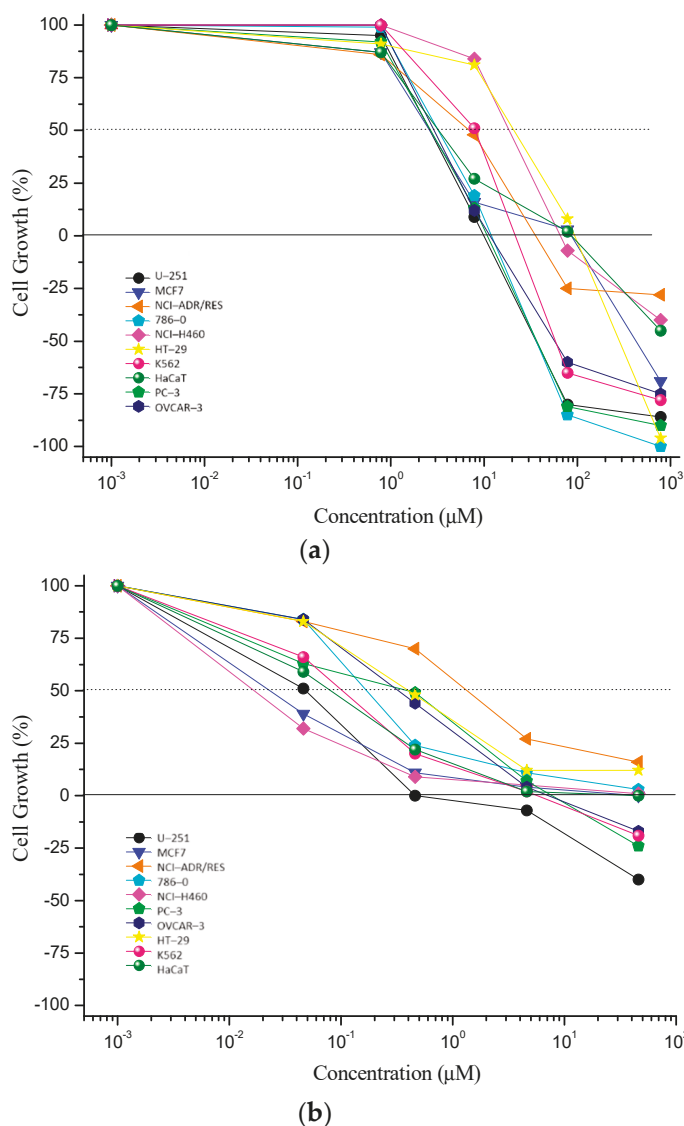 100
75
50
25
0
-25
-50
-75
-100
Cell Growth (%)
U–251
MCF7
NCI–ADR/RES
786–0
NCI–H460
HT–29
K562
HaCaT
PC–3
OVCAR–3
10⁻³ 10⁻² 10⁻¹ 10⁰ 10¹ 10² 10³
Concentration (µM)
(a)
100
75
50
25
0
-25
-50
-75
-100
Cell Growth (%)
U–251
MCF7
NCI–ADR/RES
786–0
NCI–H460
PC–3
OVCAR–3
HT–29
K562
HaCaT
10⁻³ 10⁻² 10⁻¹ 10⁰ 10¹
Concentration (µM)
(b)